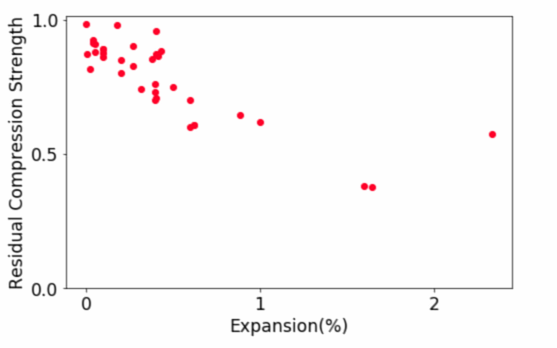 1.0
0.5
0.0
Residual Compression Strength
0 1 2
Expansion(%)